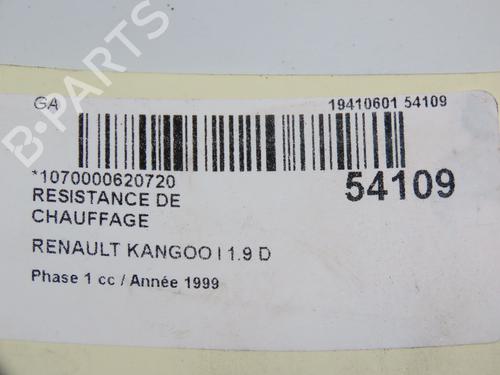 GA
19410601 54109
*1070000620720
54109
RESISTANCE DE
CHAUFFAGE
RENAULT KANGOO I 1.9 D
Phase 1 cc / Année 1999
B-PARTS